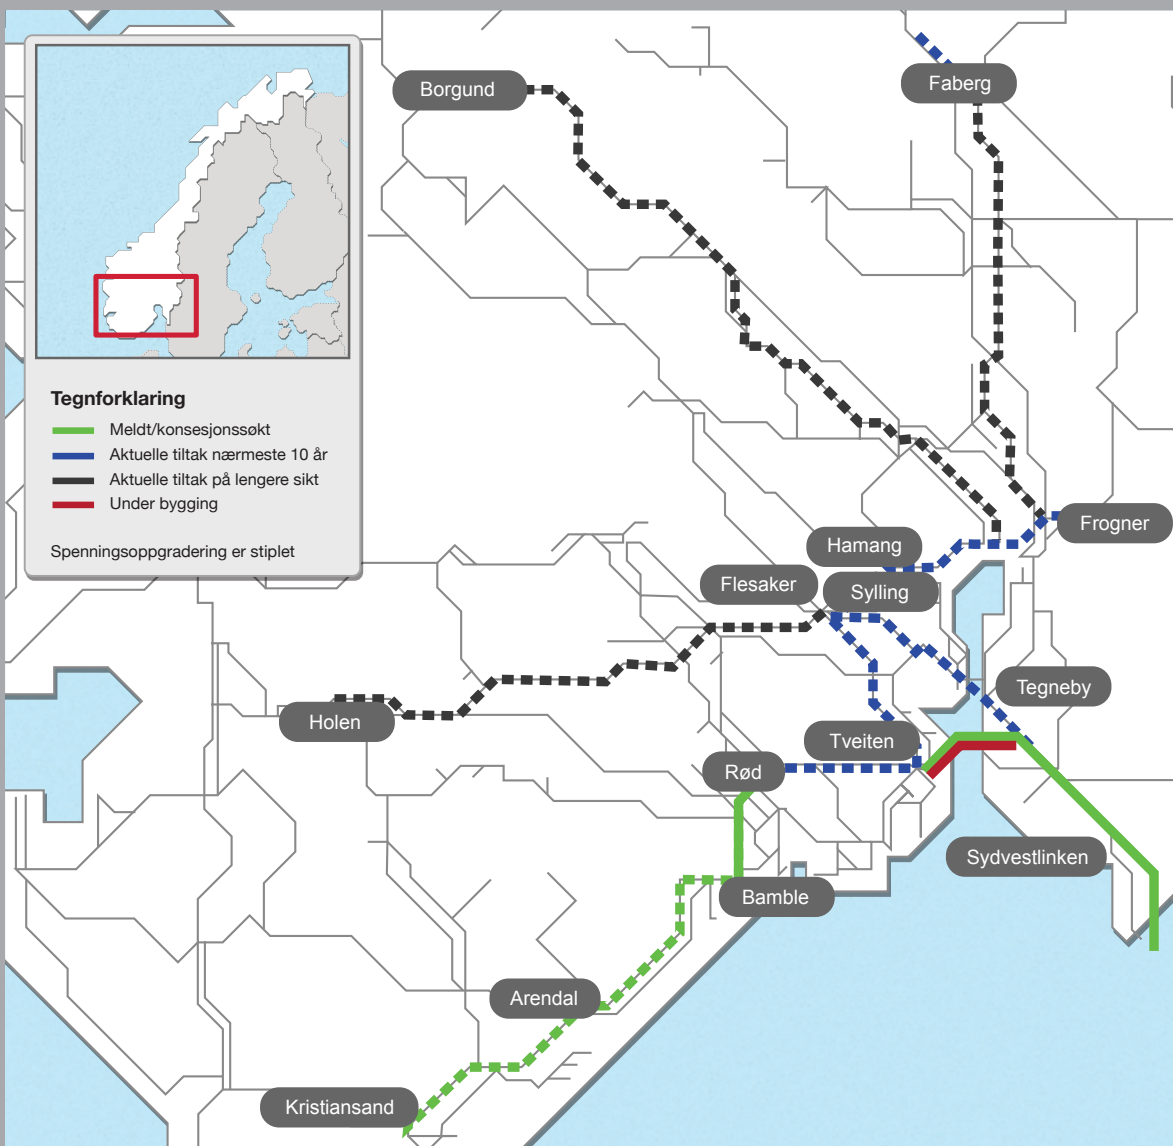 Borgund
Faberg
Tegnforklaring
Meldt/konsesjonssøkt
Aktuelle tiltak nærmeste 10 år
Aktuelle tiltak på lengere sikt
Under bygging
Spenningsoppgradering er stiplet
Frogner
Hamang
Flesaker
Sylling
Tegneby
Holen
Tveiten
Rød
Sydvestlinken
Bamble
Arendal
Kristiansand